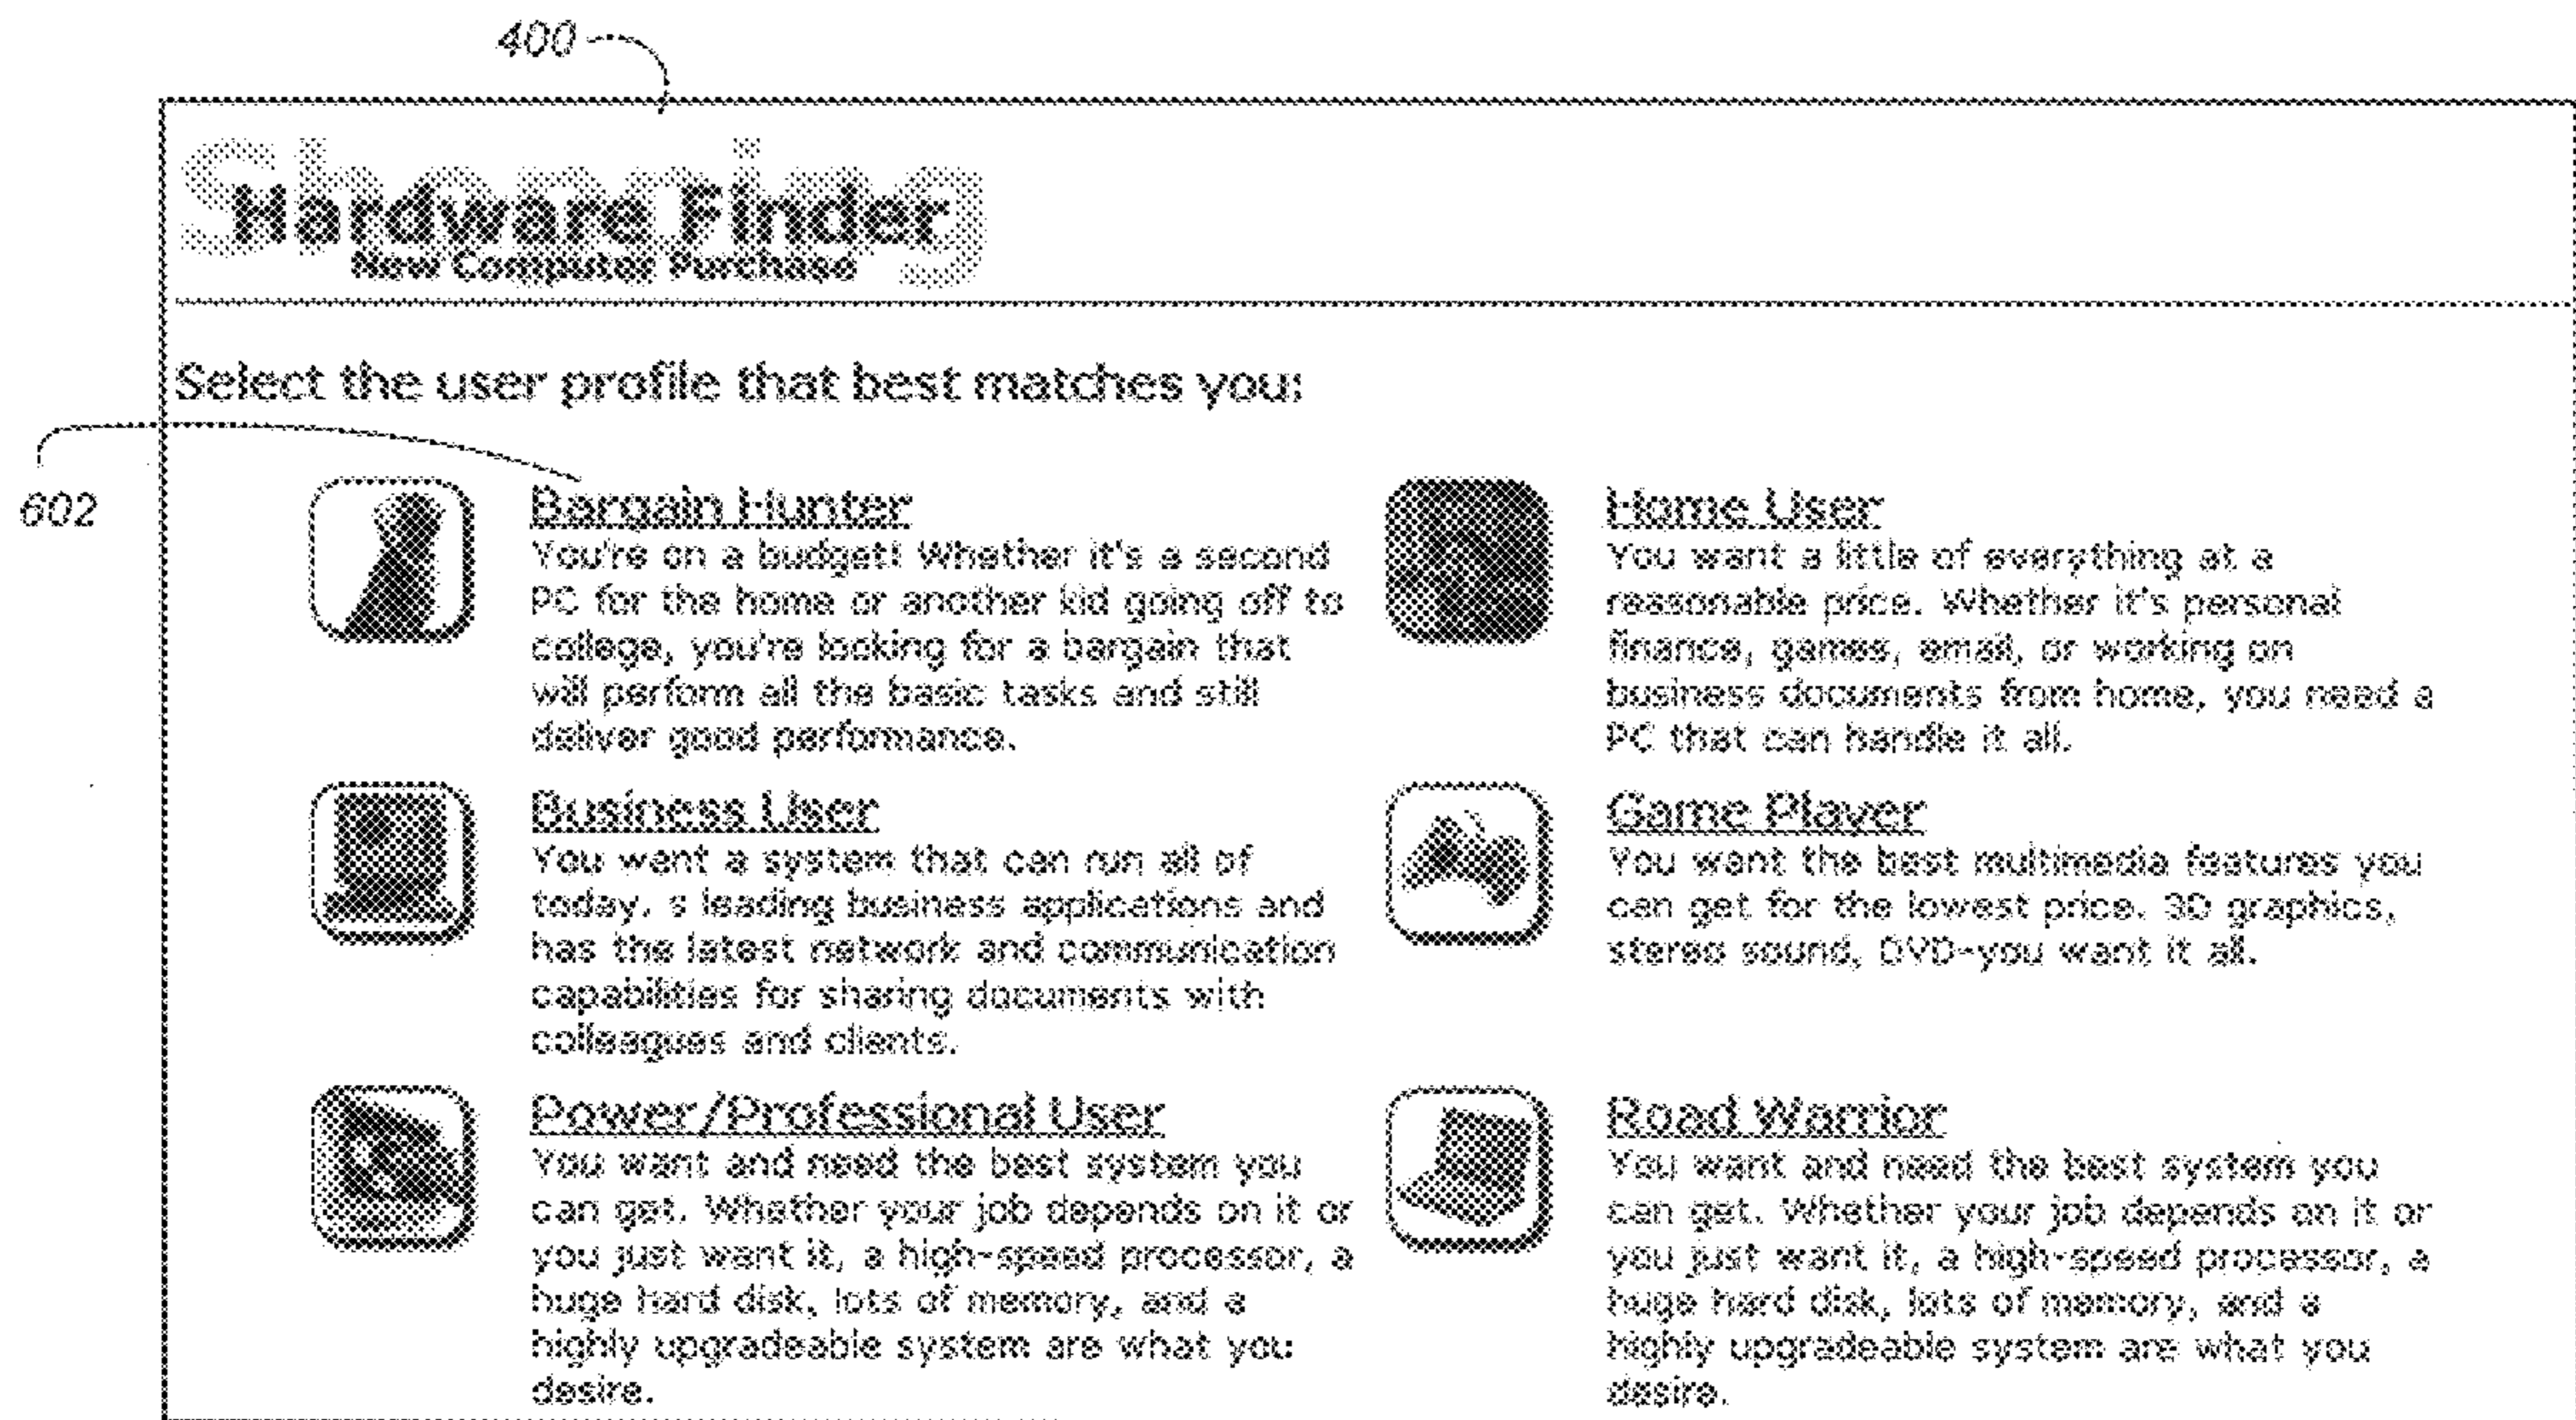 400
Shopping
Hardware Finder
New Computer Purchase
Select the user profile that best matches you:
602
Bargain Hunter
You're on a budget! Whether it's a second
PC for the home or another kid going off to
college, you're looking for a bargain that
will perform all the basic tasks and still
deliver good performance.
Home User
You want a little of everything at a
reasonable price. Whether it's personal
finance, games, email, or working on
business documents from home, you need a
PC that can handle it all.
Business User
You want a system that can run all of
today. s leading business applications and
has the latest network and communication
capabilities for sharing documents with
colleagues and clients.
Game Player
You want the best multimedia features you
can get for the lowest price. 3D graphics,
stereo sound, DVD-you want it all.
Power/Professional User
You want and need the best system you
can get. Whether your job depends on it or
you just want it, a high-speed processor, a
huge hard disk, lots of memory, and a
highly upgradeable system are what you
desire.
Road Warrior
You want and need the best system you
can get. Whether your job depends on it or
you just want it, a high-speed processor, a
huge hard disk, lots of memory, and a
highly upgradeable system are what you
desire.